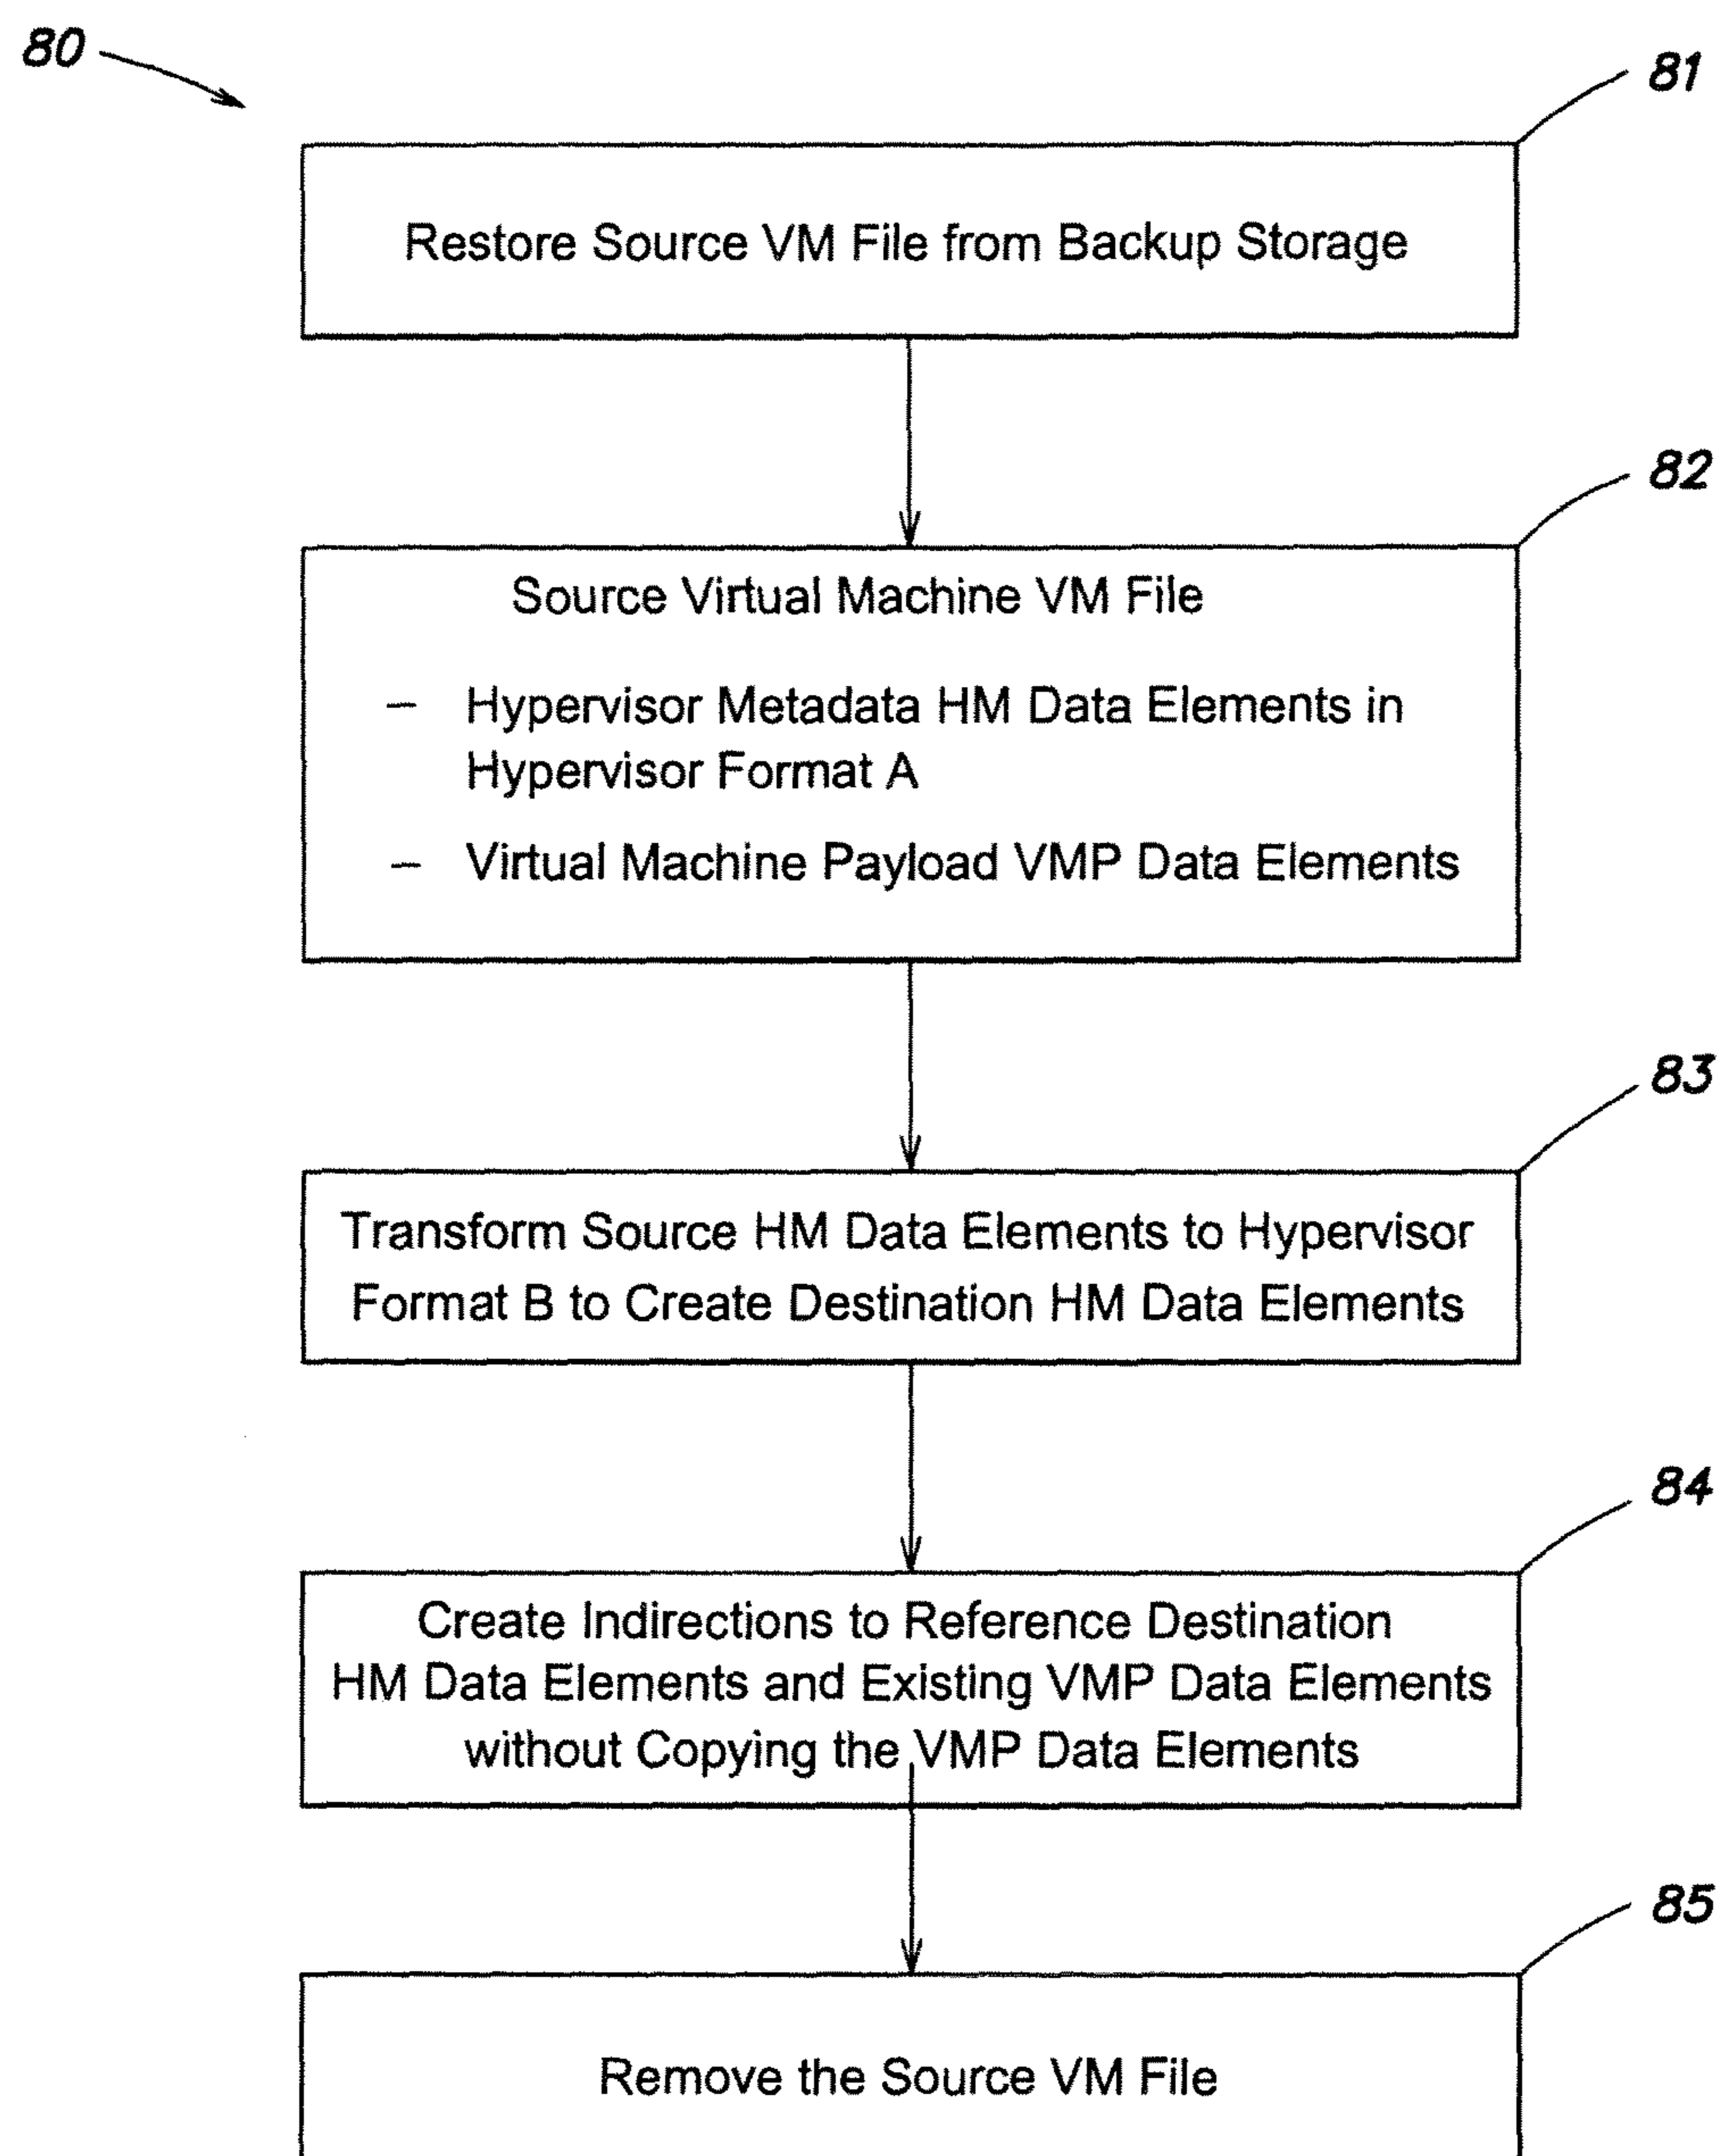 80
81
Restore Source VM File from Backup Storage
82
Source Virtual Machine VM File
– Hypervisor Metadata HM Data Elements in
Hypervisor Format A
– Virtual Machine Payload VMP Data Elements
83
Transform Source HM Data Elements to Hypervisor
Format B to Create Destination HM Data Elements
84
Create Indirections to Reference Destination
HM Data Elements and Existing VMP Data Elements
without Copying the VMP Data Elements
85
Remove the Source VM File